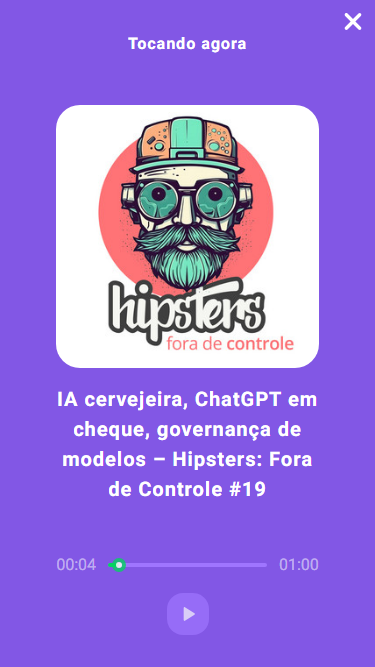 Tocando agora
hipsters
fora de controle
IA cervejeira, ChatGPT em
cheque, governança de
modelos – Hipsters: Fora
de Controle #19
00:04
01:00